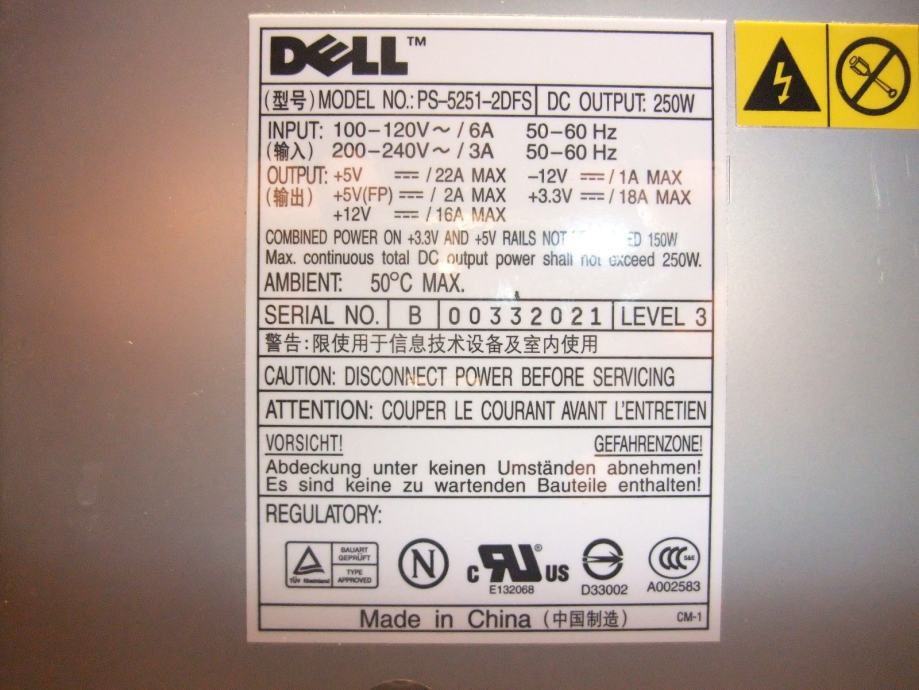 DELL™
(型号) MODEL NO.: PS-5251-2DFS DC OUTPUT: 250W
INPUT: 100-120V~ / 6A 50-60 Hz
(输入) 200-240V~ / 3A 50-60 Hz
OUTPUT: +5V ⎓ / 22A MAX -12V ⎓ / 1A MAX
(输出) +5V(FP) ⎓ / 2A MAX +3.3V ⎓ / 18A MAX
+12V ⎓ / 16A MAX
COMBINED POWER ON +3.3V AND +5V RAILS NOT 150W
Max. continuous total DC output power shall not exceed 250W.
AMBIENT: 50°C MAX.
SERIAL NO. B 00332021 LEVEL 3
警告:限使用于信息技术设备及室内使用
CAUTION: DISCONNECT POWER BEFORE SERVICING
ATTENTION: COUPER LE COURANT AVANT L'ENTRETIEN
VORSICHT! GEFAHRENZONE!
Abdeckung unter keinen Umständen abnehmen!
Es sind keine zu wartenden Bauteile enthalten!
REGULATORY:
BAUART GEPRÜFT
TÜV Rheinland TYPE APPROVED
N c RU® US CCC S&E
E132068 D33002 A002583
Made in China (中国制造) CM-1